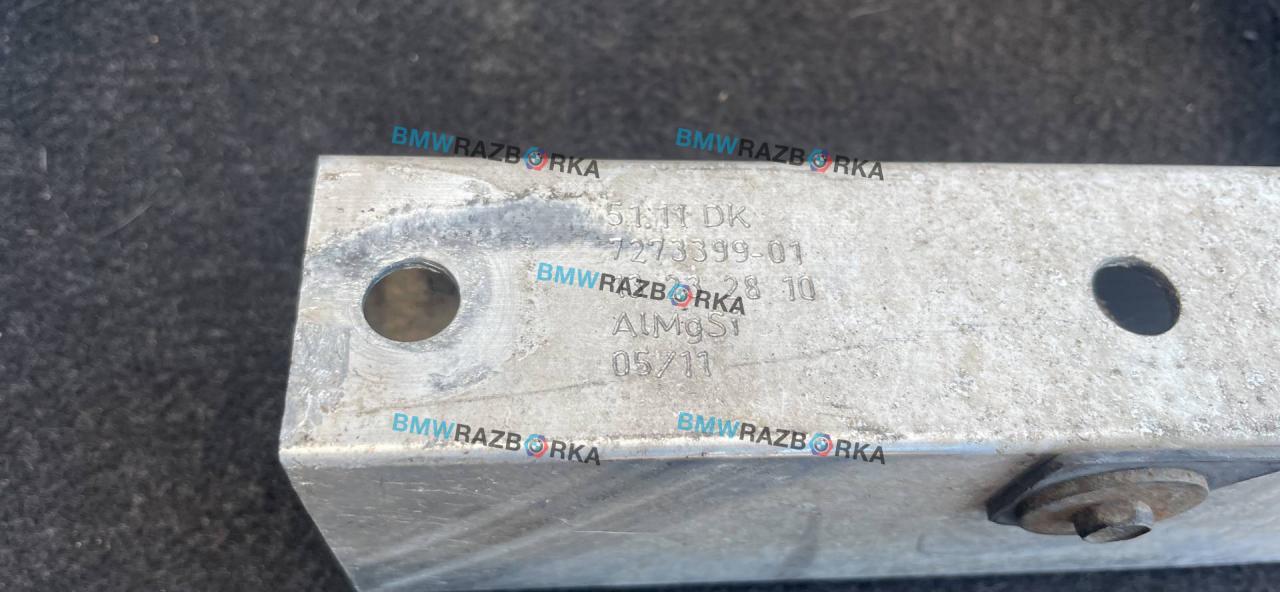 BMWRAZBORKA BMWRAZBORKA
51.11 DK
7273399-01
28 10
BMWRAZBORKA
AlMgSi
05/11
BMWRAZBORKA BMWRAZBORKA